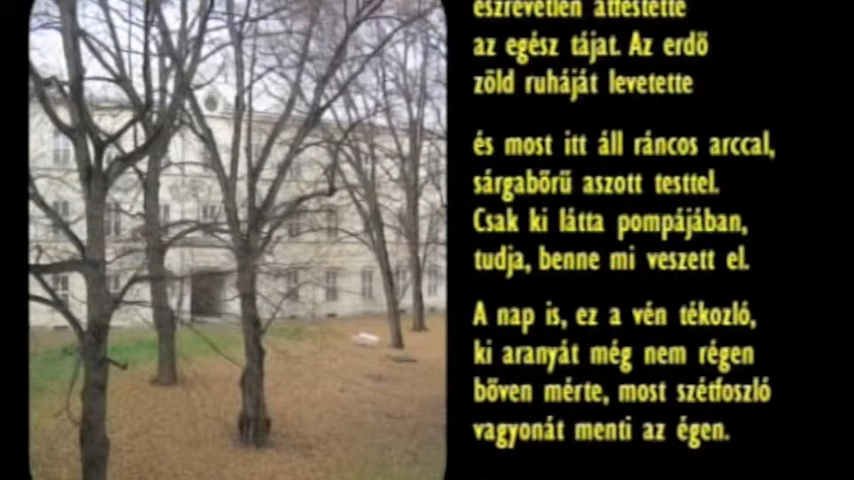 észrevétlen átfestette
az egész tájat. Az erdő
zöld ruháját levetette
és most itt áll ráncos arccal,
sárgabőrű aszott testtel.
Csak ki látta pompájában,
tudja, benne mi veszett el.
A nap is, ez a vén tékozló,
ki aranyát még nem régen
bőven mérte, most szétfoszló
vagyonát menti az égen.